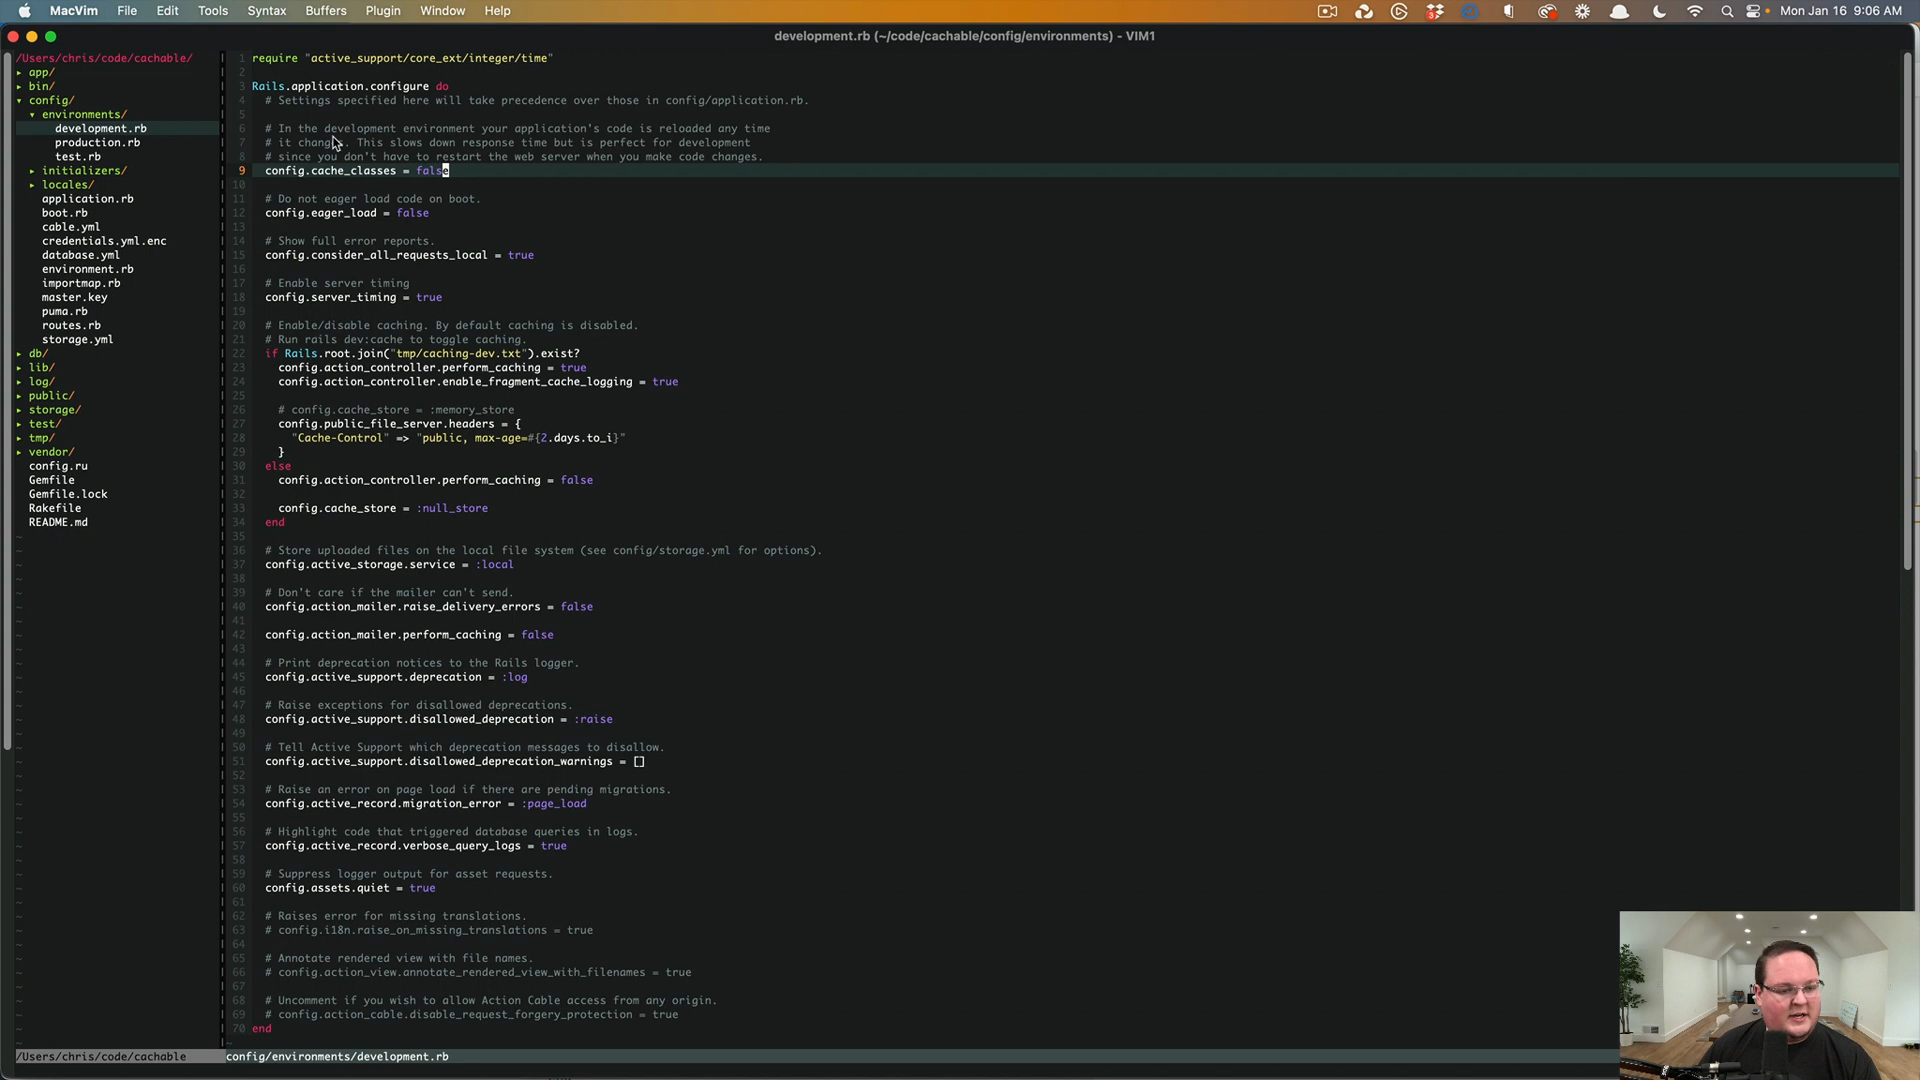 MacVim File Edit Tools Syntax Buffers Plugin Window Help
3
Mon Jan 16 9:06 AM
development.rb (~/code/cachable/config/environments) - VIM1
/Users/chris/code/cachable/
▸ app/
▸ bin/
▾ config/
▾ environments/
development.rb
production.rb
test.rb
▸ initializers/
▸ locales/
application.rb
boot.rb
cable.yml
credentials.yml.enc
database.yml
environment.rb
importmap.rb
master.key
puma.rb
routes.rb
storage.yml
▸ db/
▸ lib/
▸ log/
▸ public/
▸ storage/
▸ test/
▸ tmp/
▸ vendor/
config.ru
Gemfile
Gemfile.lock
Rakefile
README.md
1 require "active_support/core_ext/integer/time"
2
3 Rails.application.configure do
4 # Settings specified here will take precedence over those in config/application.rb.
5
6 # In the development environment your application's code is reloaded any time
7 # it changes. This slows down response time but is perfect for development
8 # since you don't have to restart the web server when you make code changes.
9 config.cache_classes = false
10
11 # Do not eager load code on boot.
12 config.eager_load = false
13
14 # Show full error reports.
15 config.consider_all_requests_local = true
16
17 # Enable server timing
18 config.server_timing = true
19
20 # Enable/disable caching. By default caching is disabled.
21 # Run rails dev:cache to toggle caching.
22 if Rails.root.join("tmp/caching-dev.txt").exist?
23 config.action_controller.perform_caching = true
24 config.action_controller.enable_fragment_cache_logging = true
25
26 # config.cache_store = :memory_store
27 config.public_file_server.headers = {
28 "Cache-Control" => "public, max-age=#{2.days.to_i}"
29 }
30 else
31 config.action_controller.perform_caching = false
32
33 config.cache_store = :null_store
34 end
35
36 # Store uploaded files on the local file system (see config/storage.yml for options).
37 config.active_storage.service = :local
38
39 # Don't care if the mailer can't send.
40 config.action_mailer.raise_delivery_errors = false
41
42 config.action_mailer.perform_caching = false
43
44 # Print deprecation notices to the Rails logger.
45 config.active_support.deprecation = :log
46
47 # Raise exceptions for disallowed deprecations.
48 config.active_support.disallowed_deprecation = :raise
49
50 # Tell Active Support which deprecation messages to disallow.
51 config.active_support.disallowed_deprecation_warnings = []
52
53 # Raise an error on page load if there are pending migrations.
54 config.active_record.migration_error = :page_load
55
56 # Highlight code that triggered database queries in logs.
57 config.active_record.verbose_query_logs = true
58
59 # Suppress logger output for asset requests.
60 config.assets.quiet = true
61
62 # Raises error for missing translations.
63 # config.i18n.raise_on_missing_translations = true
64
65 # Annotate rendered view with file names.
66 # config.action_view.annotate_rendered_view_with_filenames = true
67
68 # Uncomment if you wish to allow Action Cable access from any origin.
69 # config.action_cable.disable_request_forgery_protection = true
70 end
/Users/chris/code/cachable config/environments/development.rb